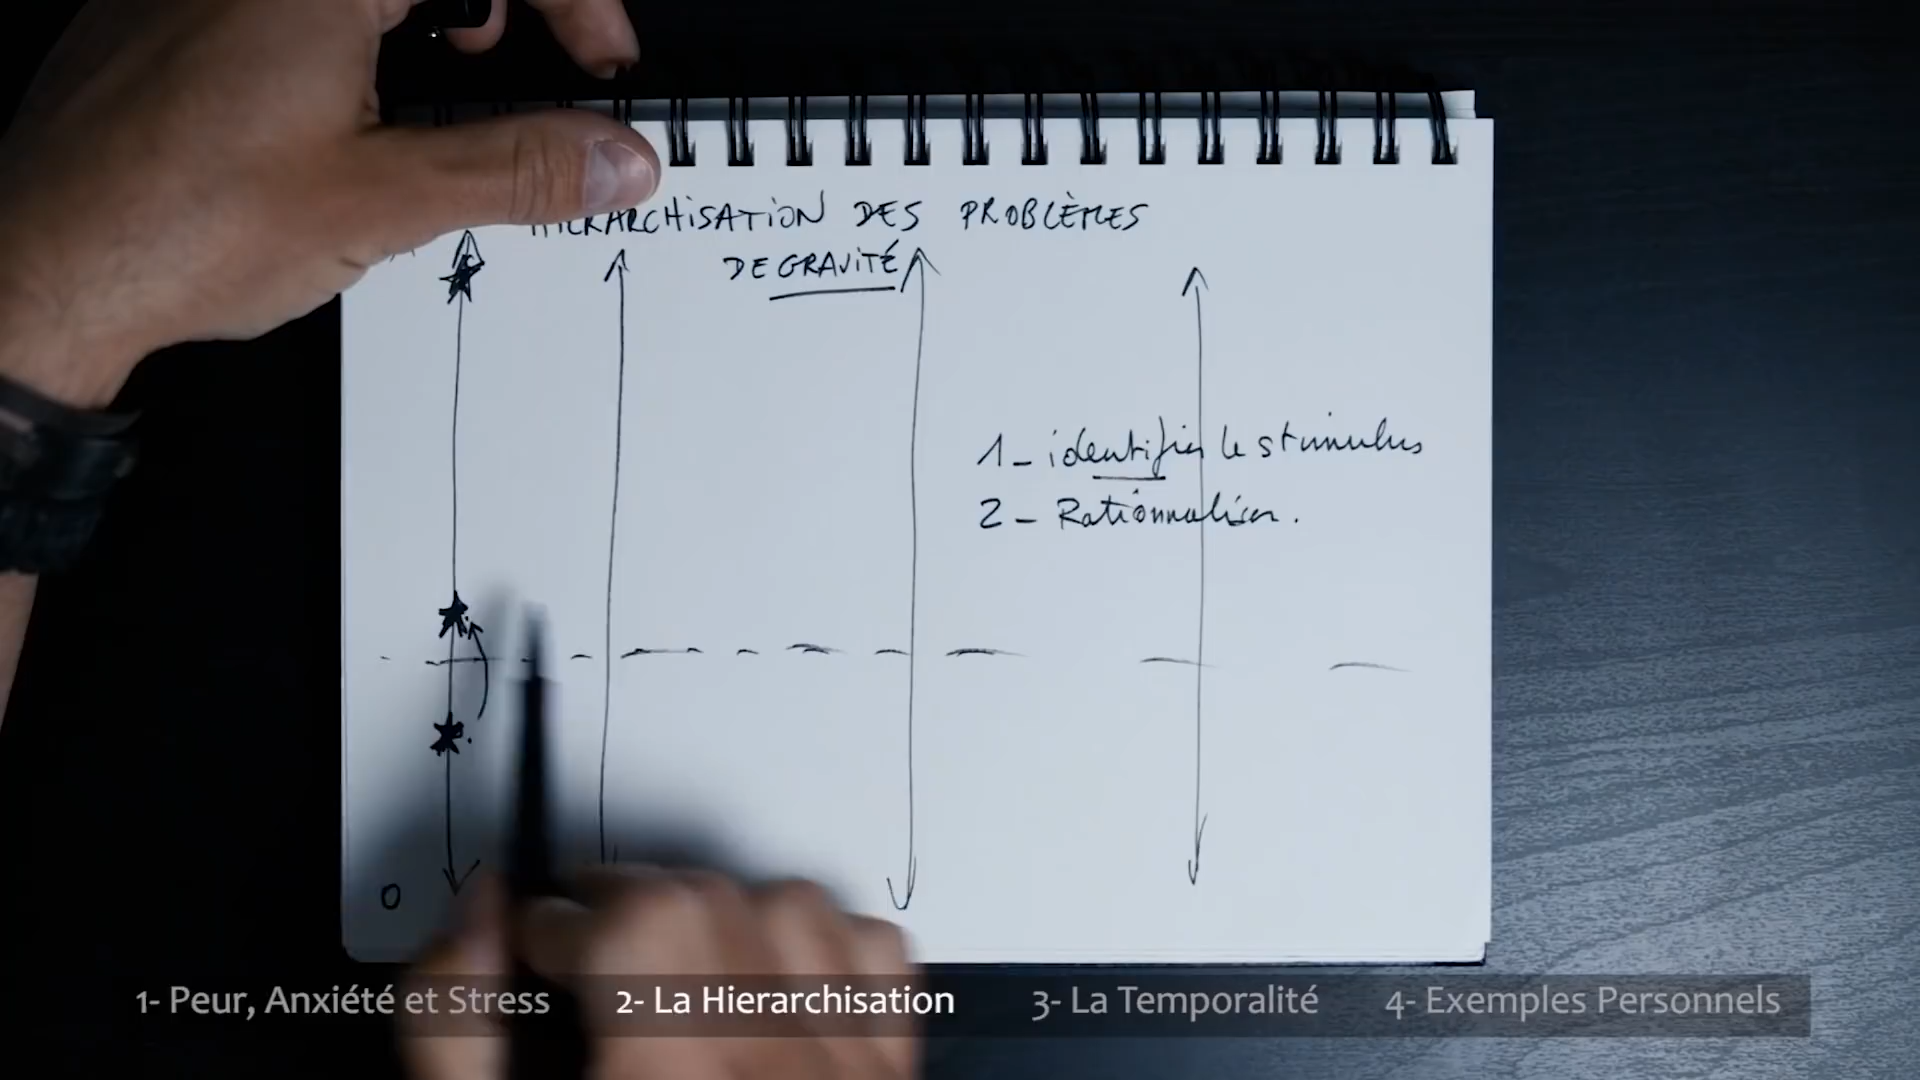 HIERARCHISATION DES PROBLÈMES
DE GRAVITÉ
1- identifier le stimulus
2- Rationnaliser.
0
1- Peur, Anxiété et Stress 2- La Hierarchisation 3- La Temporalité 4- Exemples Personnels